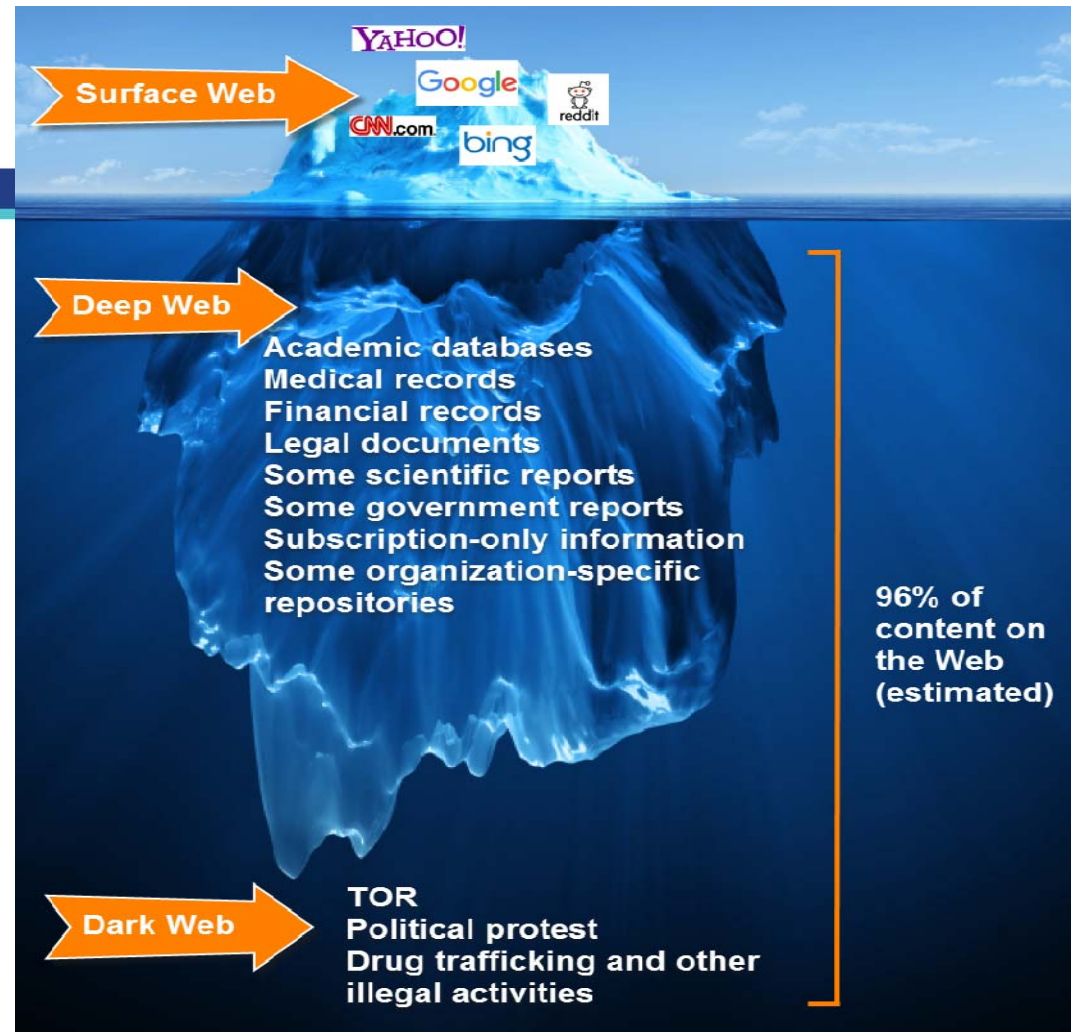 YAHOO!
Surface Web
Google
reddit
CNN.com
bing
Deep Web
Academic databases
Medical records
Financial records
Legal documents
Some scientific reports
Some government reports
Subscription-only information
Some organization-specific
repositories
96% of
content on
the Web
(estimated)
Dark Web
TOR
Political protest
Drug trafficking and other
illegal activities